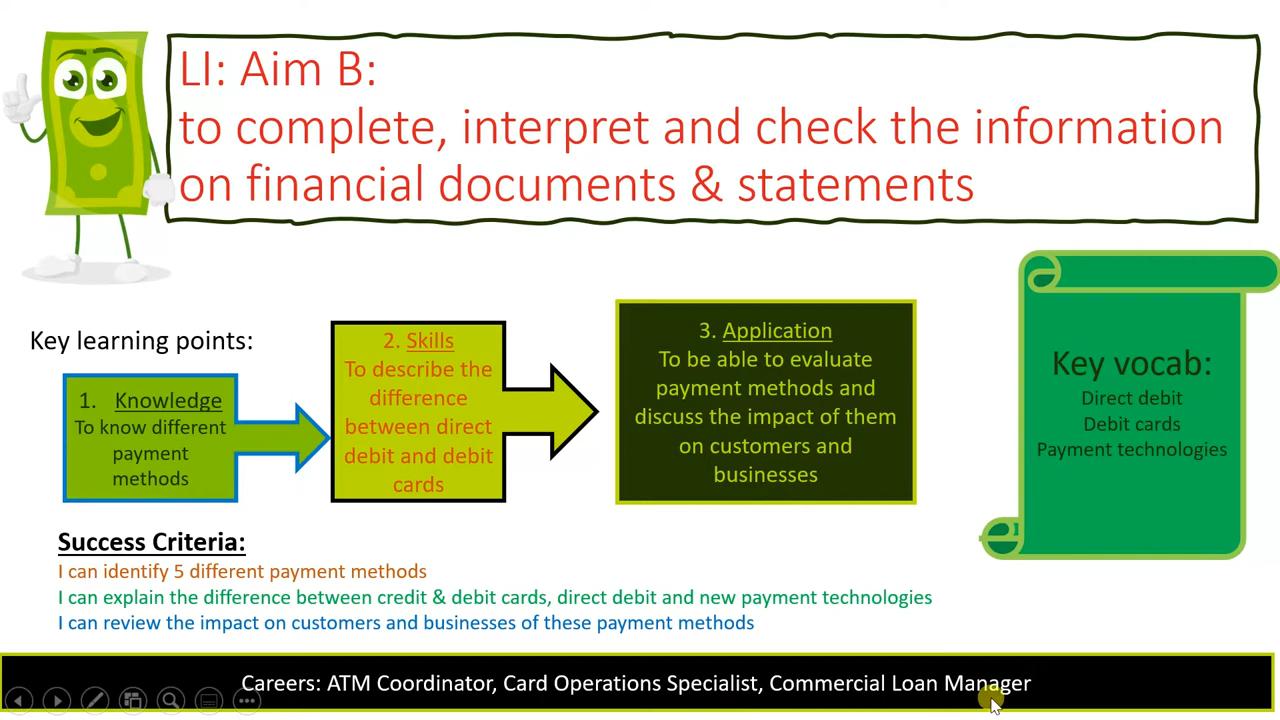 LI: Aim B:
to complete, interpret and check the information
on financial documents & statements
Key learning points:
1. Knowledge
To know different
payment
methods
2. Skills
To describe the
difference
between direct
debit and debit
cards
3. Application
To be able to evaluate
payment methods and
discuss the impact of them
on customers and
businesses
Key vocab:
Direct debit
Debit cards
Payment technologies
Success Criteria:
I can identify 5 different payment methods
I can explain the difference between credit & debit cards, direct debit and new payment technologies
I can review the impact on customers and businesses of these payment methods
Careers: ATM Coordinator, Card Operations Specialist, Commercial Loan Manager